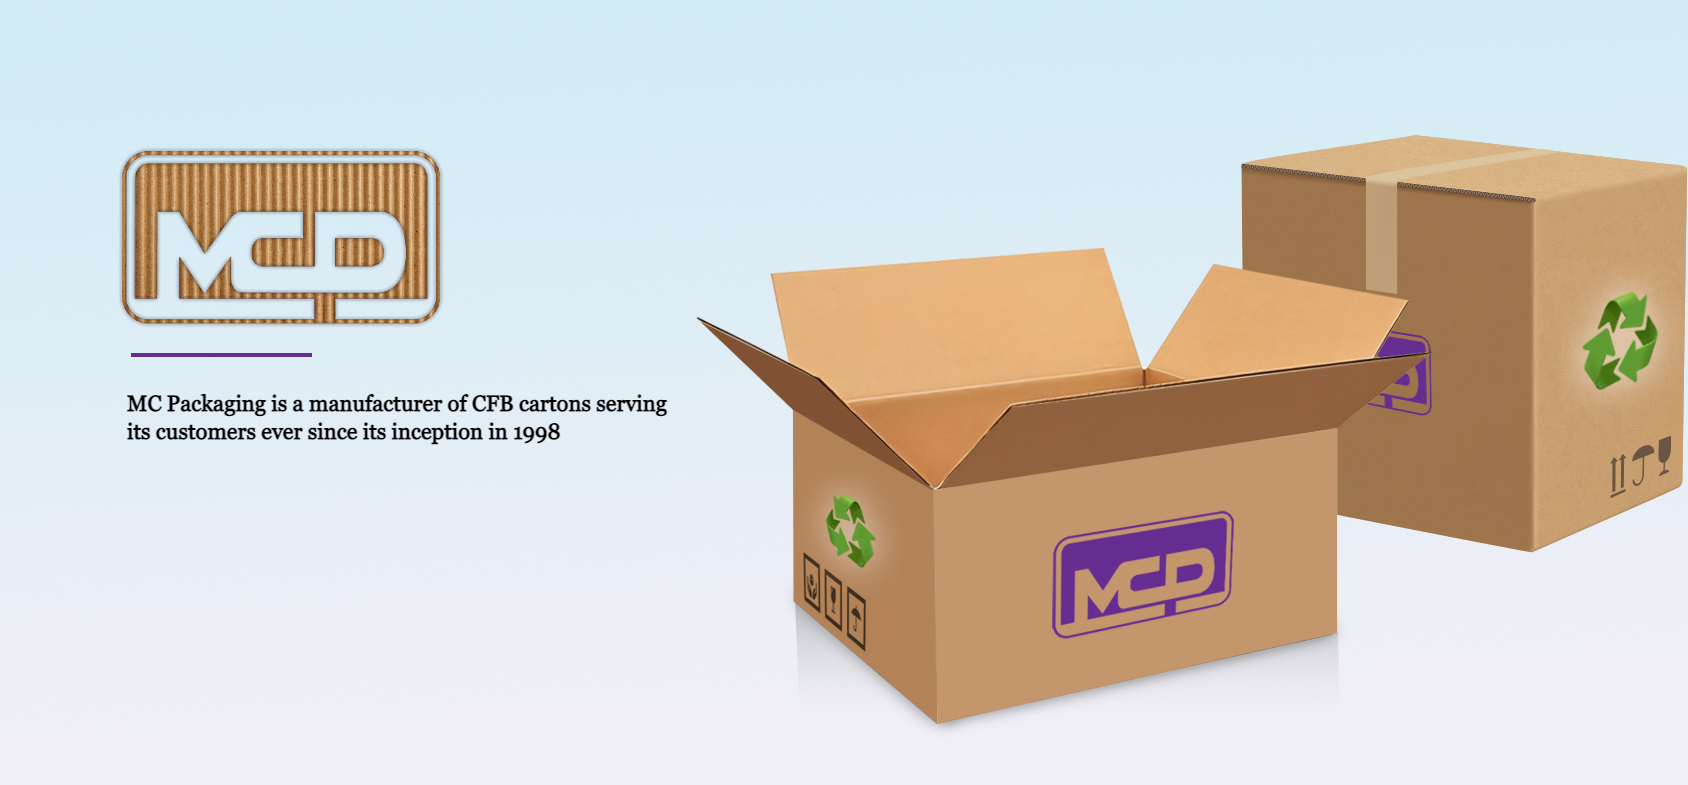 MCP
MC Packaging is a manufacturer of CFB cartons serving
its customers ever since its inception in 1998
MCP